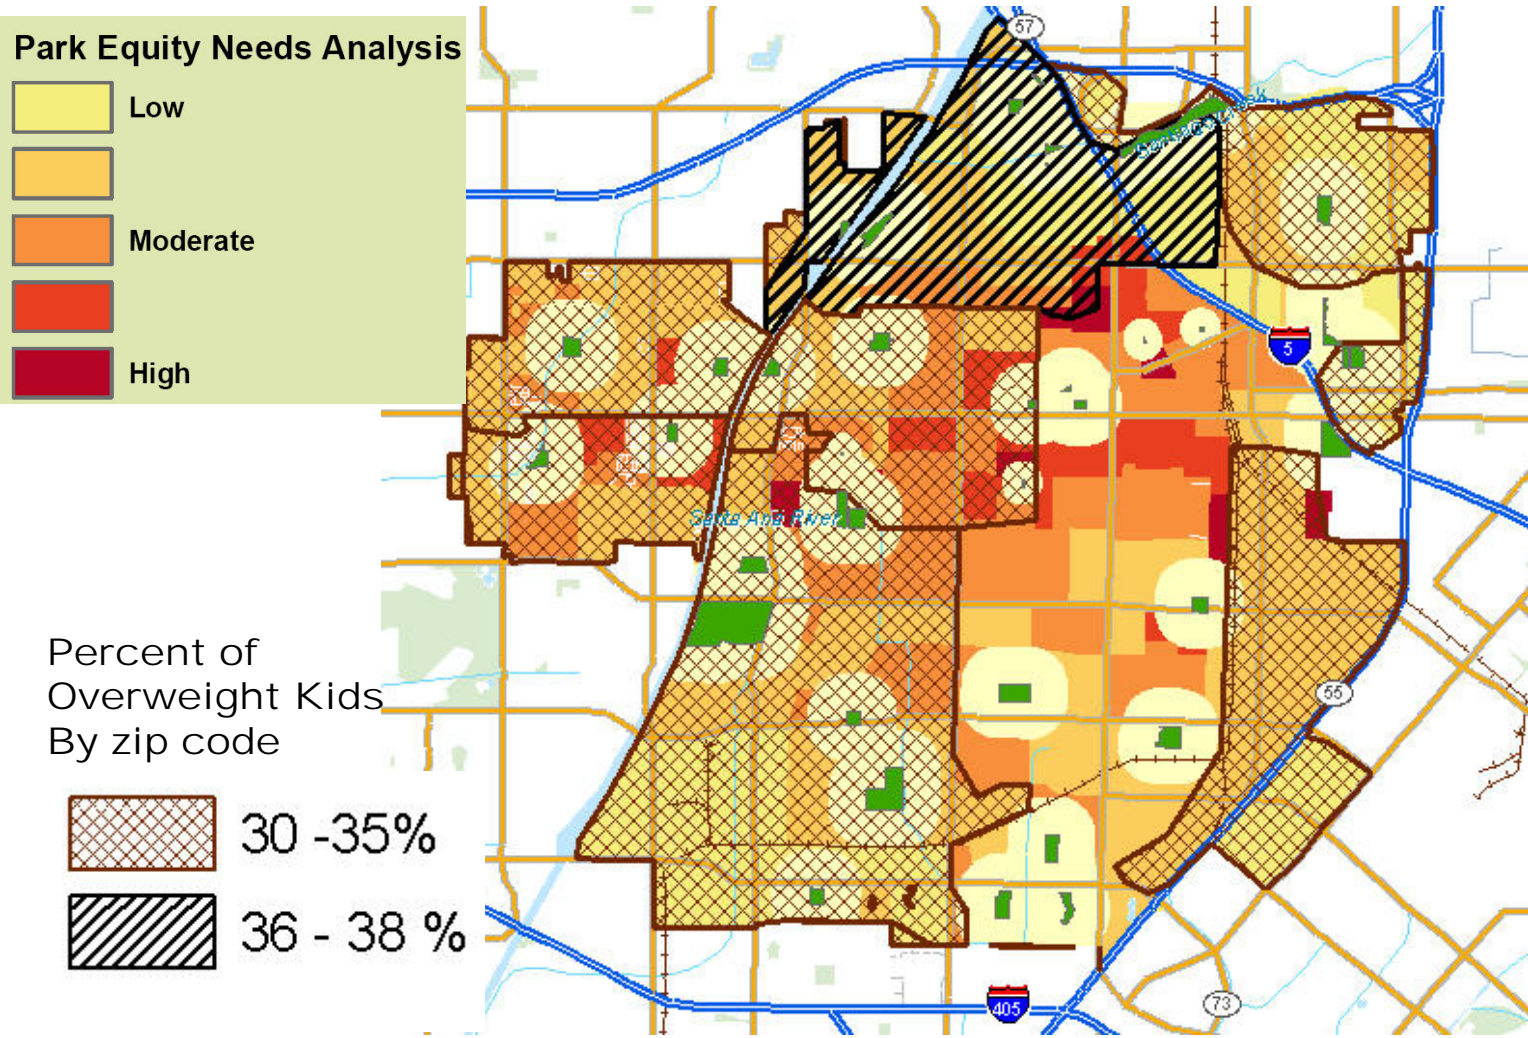 Park Equity Needs Analysis
Low
Moderate
High
Percent of
Overweight Kids
By zip code
30 -35%
36 - 38 %
57
5
Santa Ana River
55
405
73